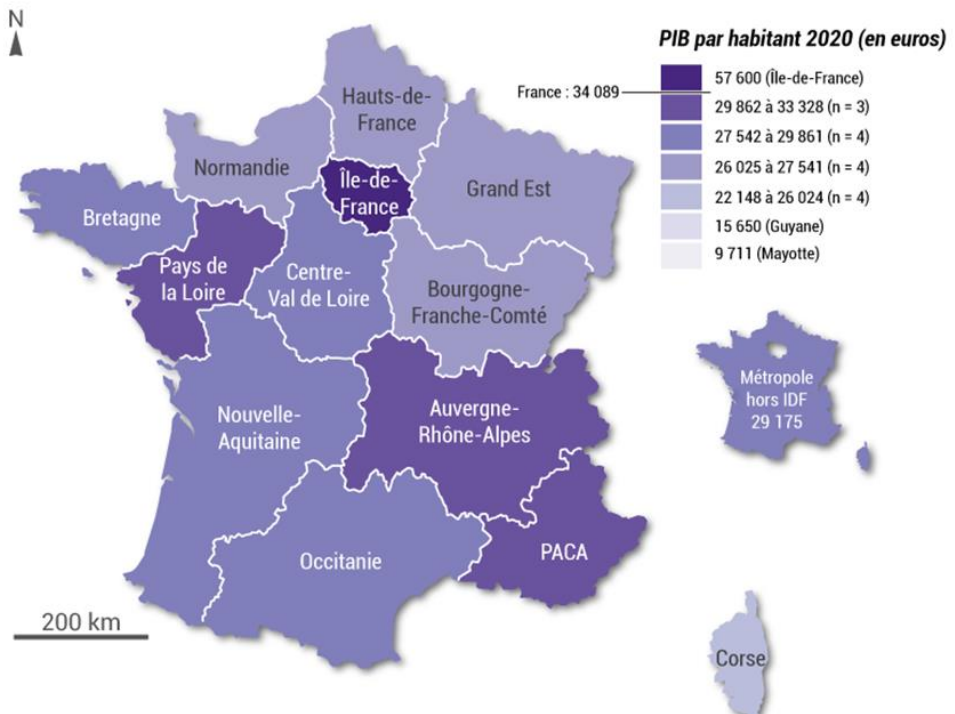 N
PIB par habitant 2020 (en euros)
57 600 (Île-de-France)
France : 34 089
29 862 à 33 328 (n = 3)
27 542 à 29 861 (n = 4)
26 025 à 27 541 (n = 4)
22 148 à 26 024 (n = 4)
15 650 (Guyane)
9 711 (Mayotte)
Hauts-de-
France
Normandie
Île-de-
France
Grand Est
Bretagne
Pays de
la Loire
Centre-
Val de Loire
Bourgogne-
Franche-Comté
Métropole
hors IDF
29 175
Nouvelle-
Aquitaine
Auvergne-
Rhône-Alpes
Occitanie
PACA
200 km
Corse